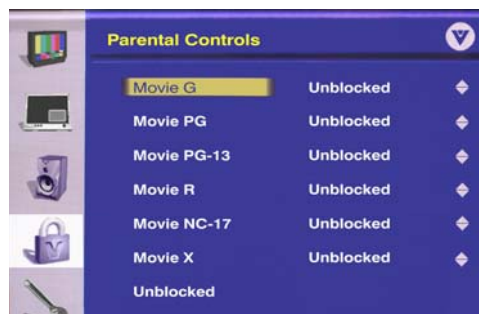 Parental Controls
V
Movie G Unblocked
Movie PG Unblocked
Movie PG-13 Unblocked
Movie R Unblocked
Movie NC-17 Unblocked
Movie X Unblocked
Unblocked